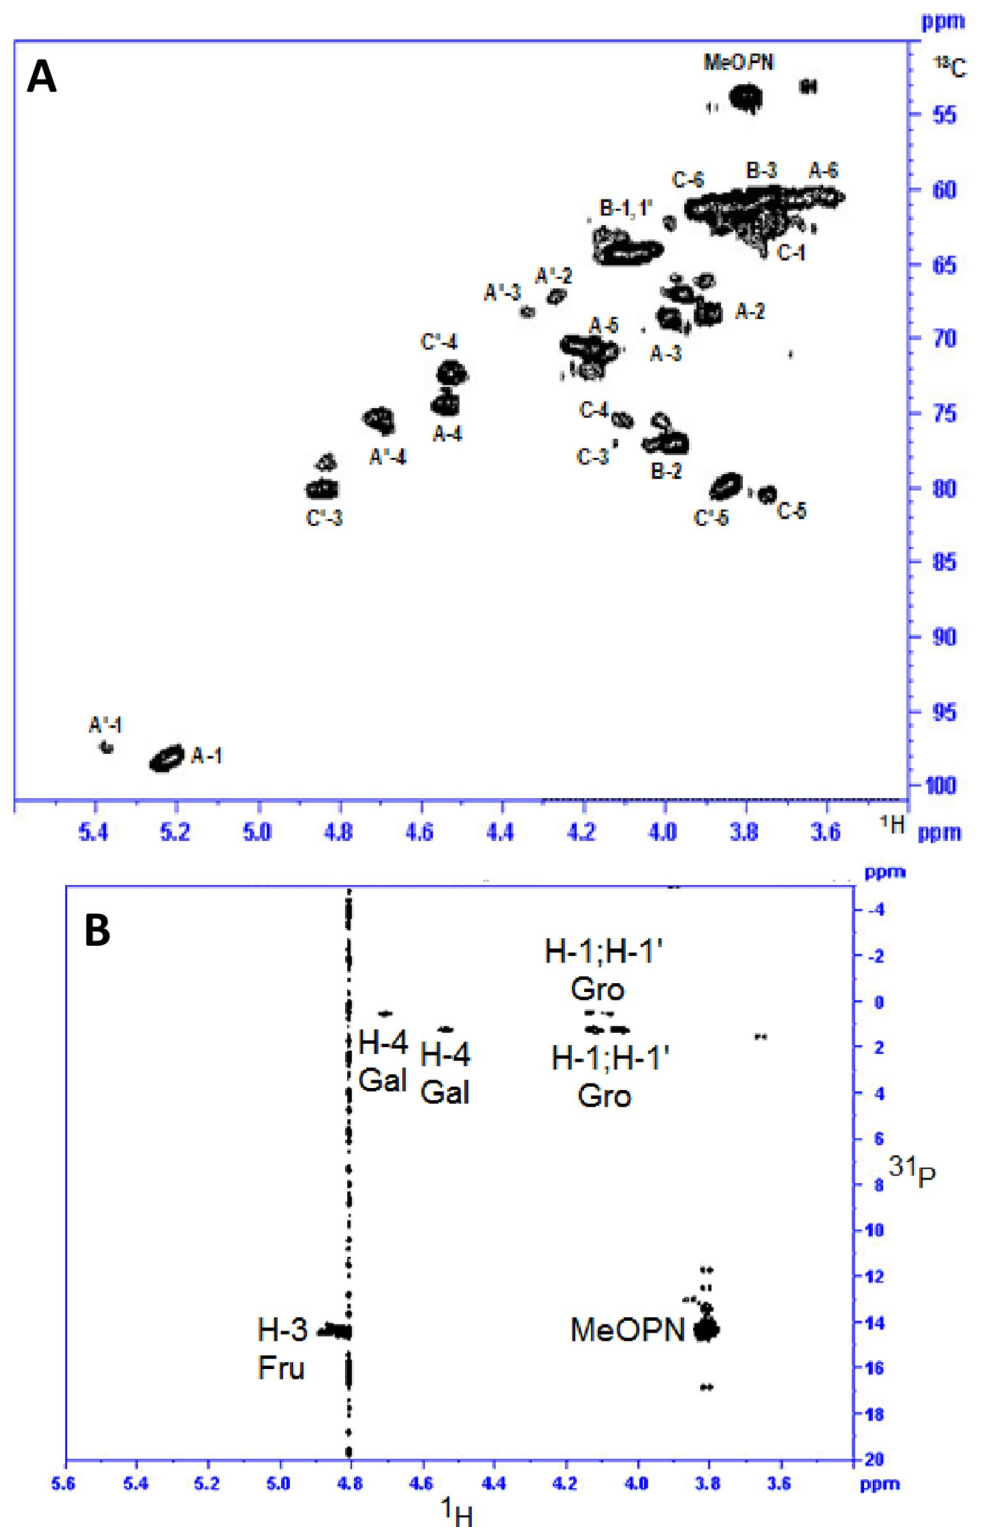 ppm
A
MeOPN
13C
55
C-6
B-3
A-6
60
B-1,1'
C-1
65
A'-2
A'-3
A-2
70
A-5
A-3
C'-4
C-4
75
A-4
A'-4
C-3
B-2
80
C'-3
C'-5
C-5
85
90
A'-1
A-1
95
100
5.4 5.2 5.0 4.8 4.6 4.4 4.2 4.0 3.8 3.6 1H ppm
ppm
B
-4
H-1;H-1'
Gro
-2
0
H-4
Gal
H-4
Gal
H-1;H-1'
Gro
2
4
6
31P
8
10
12
H-3
Fru
MeOPN
14
16
18
20
5.6 5.4 5.2 5.0 4.8 4.6 4.4 4.2 4.0 3.8 3.6 ppm
1H